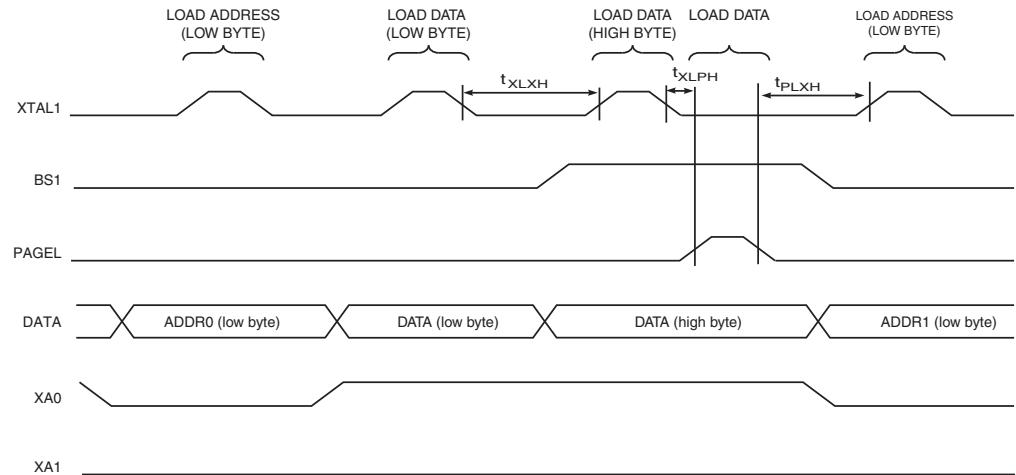 LOAD ADDRESS
(LOW BYTE)
LOAD DATA
(LOW BYTE)
LOAD DATA
(HIGH BYTE)
LOAD DATA
LOAD ADDRESS
(LOW BYTE)
tXLXH
tXLPH
tPLXH
XTAL1
BS1
PAGEL
DATA
ADDR0 (low byte)
DATA (low byte)
DATA (high byte)
ADDR1 (low byte)
XA0
XA1